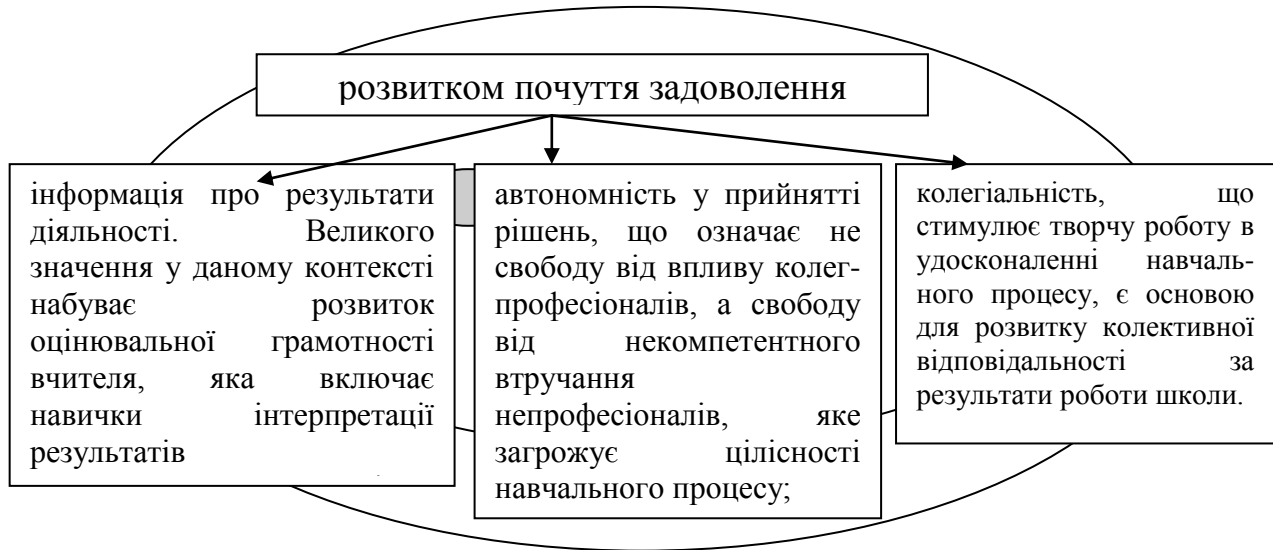 розвитком почуття задоволення
інформація про результати
діяльності. Великого
значення у даному контексті
набуває розвиток
оцінювальної грамотності
вчителя, яка включає
навички інтерпретації
результатів
автономність у прийнятті
рішень, що означає не
свободу від впливу колег-
професіоналів, а свободу
від некомпетентного
втручання
непрофесіоналів, яке
загрожує цілісності
навчального процесу;
колегіальність, що
стимулює творчу роботу в
удосконаленні навчаль-
ного процесу, є основою
для розвитку колективної
відповідальності за
результати роботи школи.